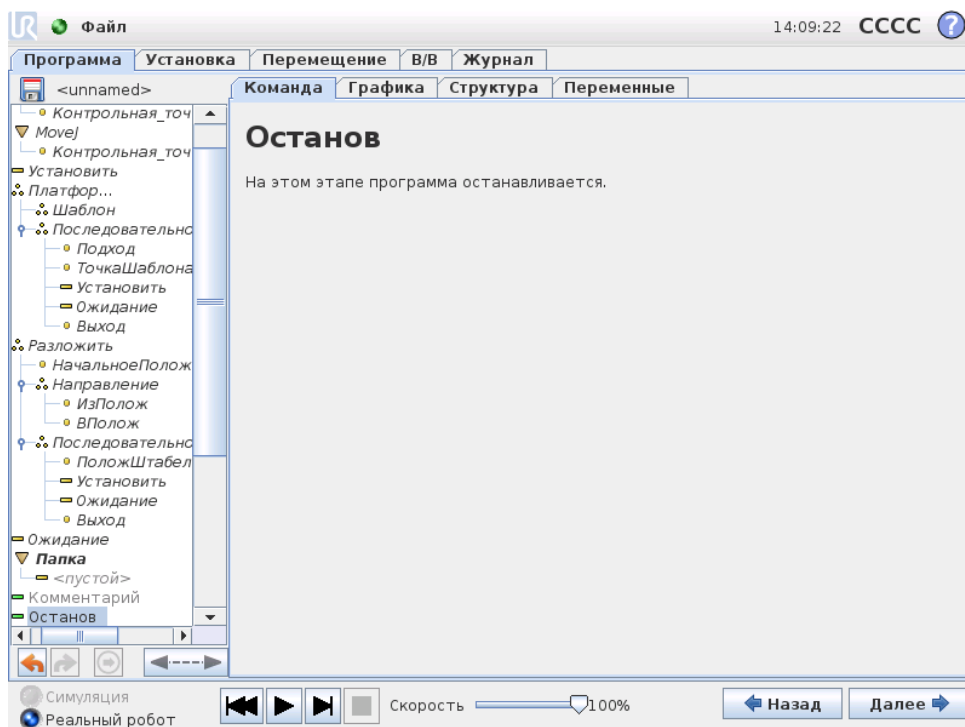 UR Файл 14:09:22 CCCC ?
Программа Установка Перемещение В/В Журнал
<unnamed> Команда Графика Структура Переменные
Контрольная_точ
MoveJ
Контрольная_точ
Установить
Платфор...
Шаблон
Последовательно
Подход
ТочкаШаблона
Установить
Ожидание
Выход
Разложить
НачальноеПолож
Направление
ИзПолож
ВПолож
Последовательно
ПоложШтабел
Установить
Ожидание
Выход
Ожидание
Папка
<пустой>
Комментарий
Останов
Останов
На этом этапе программа останавливается.
Симуляция
Реальный робот
Скорость 100%
Назад Далее